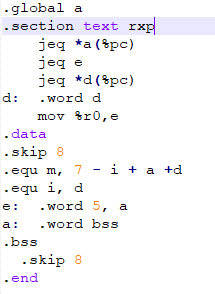 .global a
.section text rxp
jeq *a(%pc)
jeq e
jeq *d(%pc)
d: .word d
mov %r0,e
.data
.skip 8
.equ m, 7 - i + a +d
.equ i, d
e: .word 5, a
a: .word bss
.bss
.skip 8
.end